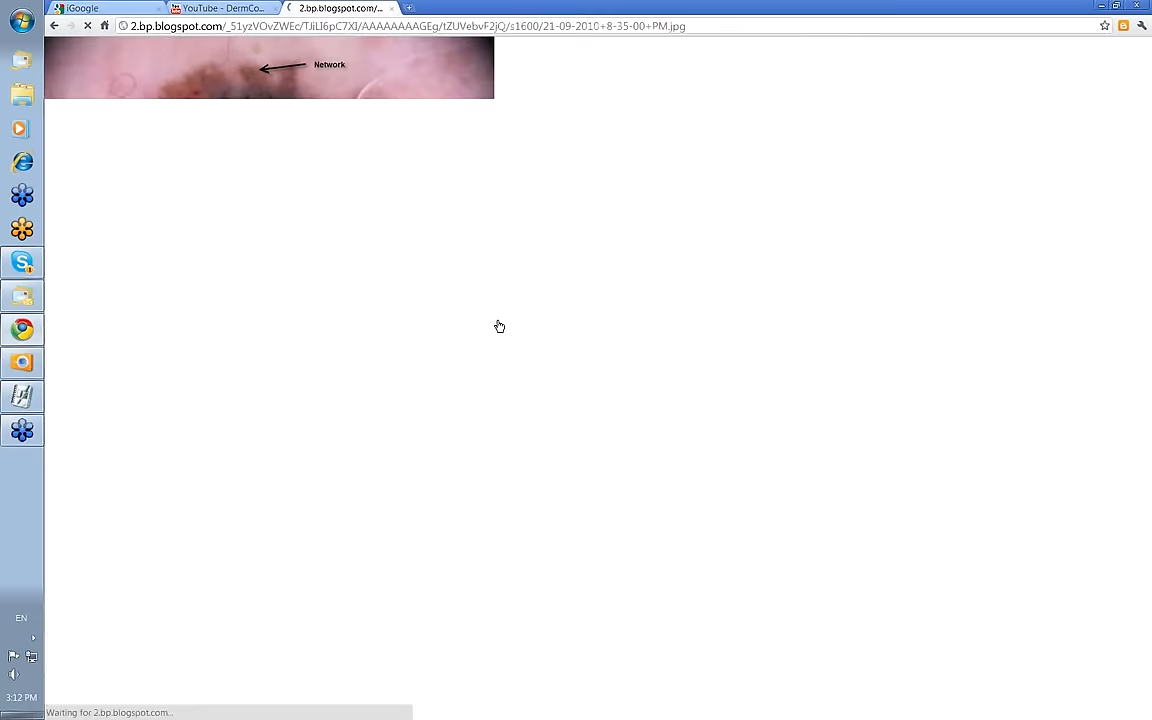 iGoogle
YouTube - DermCo...
2.bp.blogspot.com/...
2.bp.blogspot.com/_51yzVOvZWEc/TJiLI6pC7XI/AAAAAAAAGEg/tZUVebvF2jQ/s1600/21-09-2010+8-35-00+PM.jpg
Network
EN
3:12 PM
Waiting for 2.bp.blogspot.com...